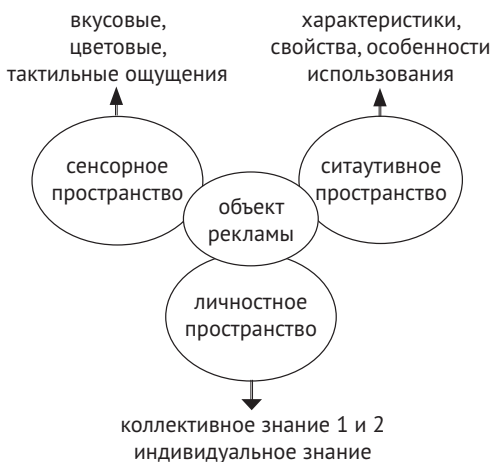 вкусовые,
цветовые,
тактильные ощущения
характеристики,
свойства, особенности
использования
сенсорное
пространство
объект
рекламы
ситаутивное
пространство
личностное
пространство
коллективное знание 1 и 2
индивидуальное знание